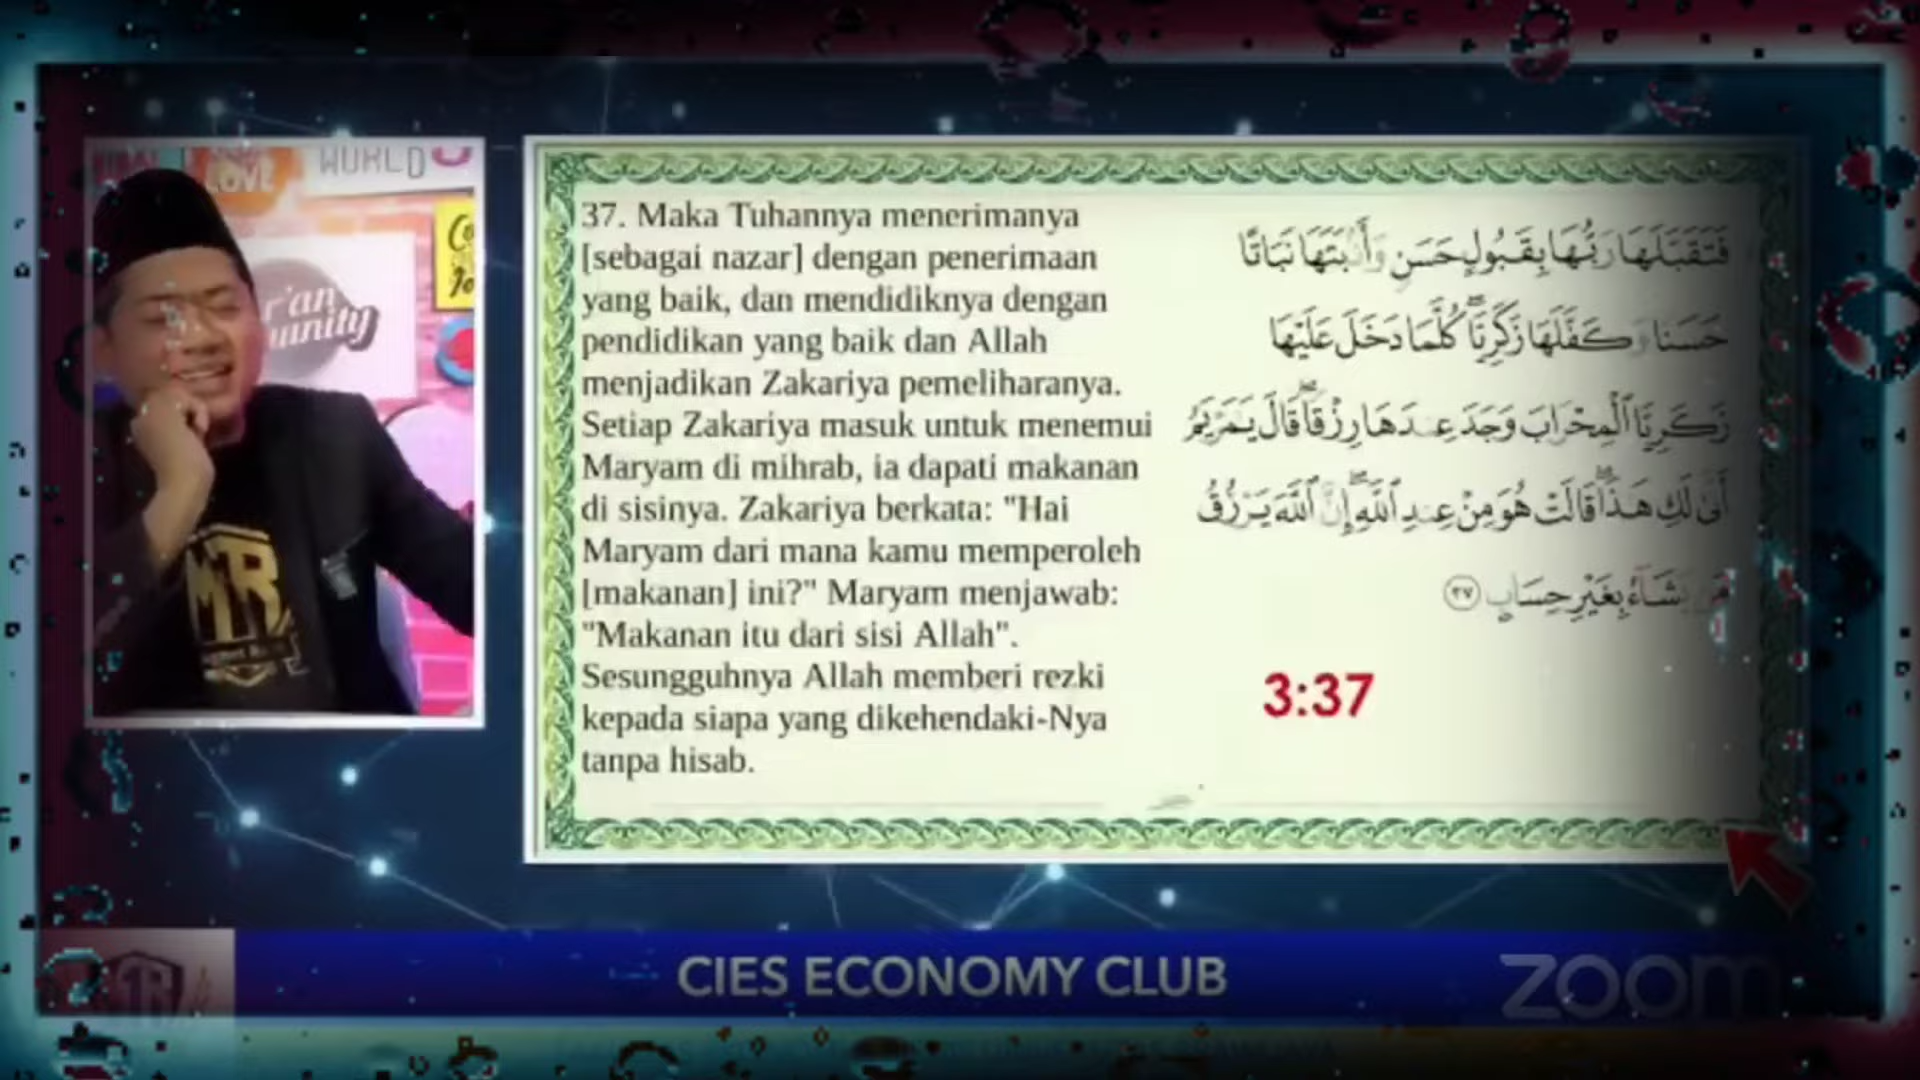 LOVE
WORLD
r'an
unity
MR
37. Maka Tuhannya menerimanya
[sebagai nazar] dengan penerimaan
yang baik, dan mendidiknya dengan
pendidikan yang baik dan Allah
menjadikan Zakariya pemeliharanya.
Setiap Zakariya masuk untuk menemui
Maryam di mihrab, ia dapati makanan
di sisinya. Zakariya berkata: "Hai
Maryam dari mana kamu memperoleh
[makanan] ini?" Maryam menjawab:
"Makanan itu dari sisi Allah".
Sesungguhnya Allah memberi rezki
kepada siapa yang dikehendaki-Nya
tanpa hisab.
فَتَقَبَّلَهَا رَبُّهَا بِقَبُولٍ حَسَنٍ وَأَنۢبَتَهَا نَبَاتًا
حَسَنًا وَكَفَّلَهَا زَكَرِيَّا ۖ كُلَّمَا دَخَلَ عَلَيْهَا
زَكَرِيَّا ٱلْمِحْرَابَ وَجَدَ عِندَهَا رِزْقًا ۖ قَالَ يَـٰمَرْيَمُ
أَنَّىٰ لَكِ هَـٰذَا ۖ قَالَتْ هُوَ مِنْ عِندِ ٱللَّهِ ۖ إِنَّ ٱللَّهَ يَرْزُقُ
مَن يَشَآءُ بِغَيْرِ حِسَابٍ ٣٧
3:37
CIES ECONOMY CLUB
zoom